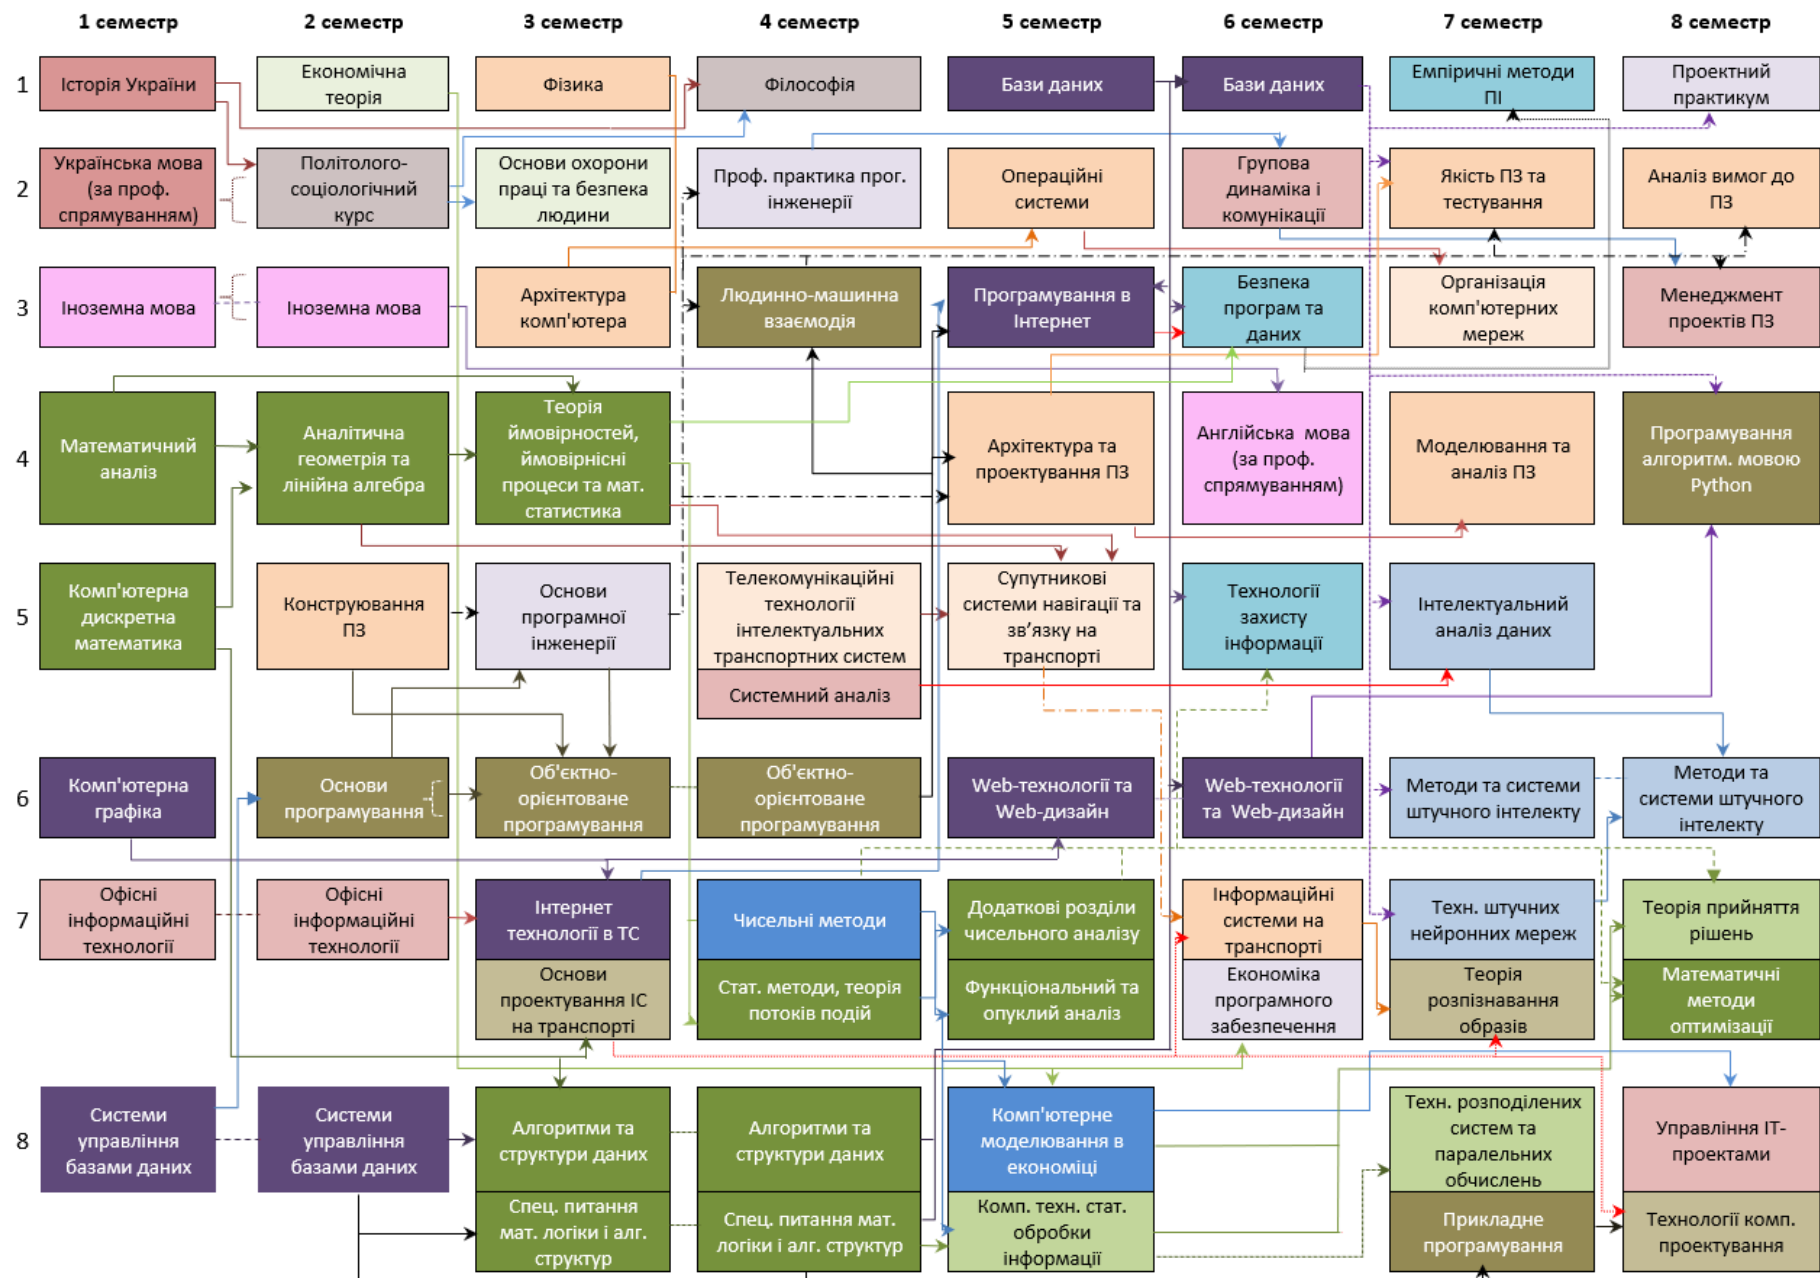 1 семестр
2 семестр
3 семестр
4 семестр
5 семестр
6 семестр
7 семестр
8 семестр
1
Історія України
Економічна
теорія
Фізика
Філософія
Бази даних
Бази даних
Емпіричні методи
ПІ
Проектний
практикум
2
Українська мова
(за проф.
спрямуванням)
Політолого-
соціологічний
курс
Основи охорони
праці та безпека
людини
Проф. практика прог.
інженерії
Операційні
системи
Групова
динаміка і
комунікації
Якість ПЗ та
тестування
Аналіз вимог до
ПЗ
3
Іноземна мова
Іноземна мова
Архітектура
комп'ютера
Людинно-машинна
взаємодія
Програмування в
Інтернет
Безпека
програм та
даних
Організація
комп'ютерних
мереж
Менеджмент
проектів ПЗ
4
Математичний
аналіз
Аналітична
геометрія та
лінійна алгебра
Теорія
ймовірностей,
ймовірнісні
процеси та мат.
статистика
Архітектура та
проектування ПЗ
Англійська мова
(за проф.
спрямуванням)
Моделювання та
аналіз ПЗ
Програмування
алгоритм. мовою
Python
5
Комп'ютерна
дискретна
математика
Конструювання
ПЗ
Основи
програмної
інженерії
Телекомунікаційні
технології
інтелектуальних
транспортних систем
Системний аналіз
Супутникові
системи навігації та
зв’язку на
транспорті
Технології
захисту
інформації
Інтелектуальний
аналіз даних
6
Комп'ютерна
графіка
Основи
програмування
Об'єктно-
орієнтоване
програмування
Об'єктно-
орієнтоване
програмування
Web-технології та
Web-дизайн
Web-технології
та Web-дизайн
Методи та системи
штучного інтелекту
Методи та
системи штучного
інтелекту
7
Офісні
інформаційні
технології
Офісні
інформаційні
технології
Інтернет
технології в ТС
Основи
проектування ІС
на транспорті
Чисельні методи
Стат. методи, теорія
потоків подій
Додаткові розділи
чисельного аналізу
Функціональний та
опуклий аналіз
Інформаційні
системи на
транспорті
Економіка
програмного
забезпечення
Техн. штучних
нейронних мереж
Теорія
розпізнавання
образів
Теорія прийняття
рішень
Математичні
методи
оптимізації
8
Системи
управління
базами даних
Системи
управління
базами даних
Алгоритми та
структури даних
Спец. питання
мат. логіки і алг.
структур
Алгоритми та
структури даних
Спец. питання мат.
логіки і алг. структур
Комп'ютерне
моделювання в
економіці
Комп. техн. стат.
обробки
інформації
Техн. розподілених
систем та
паралельних
обчислень
Прикладне
програмування
Управління ІТ-
проектами
Технології комп.
проектування